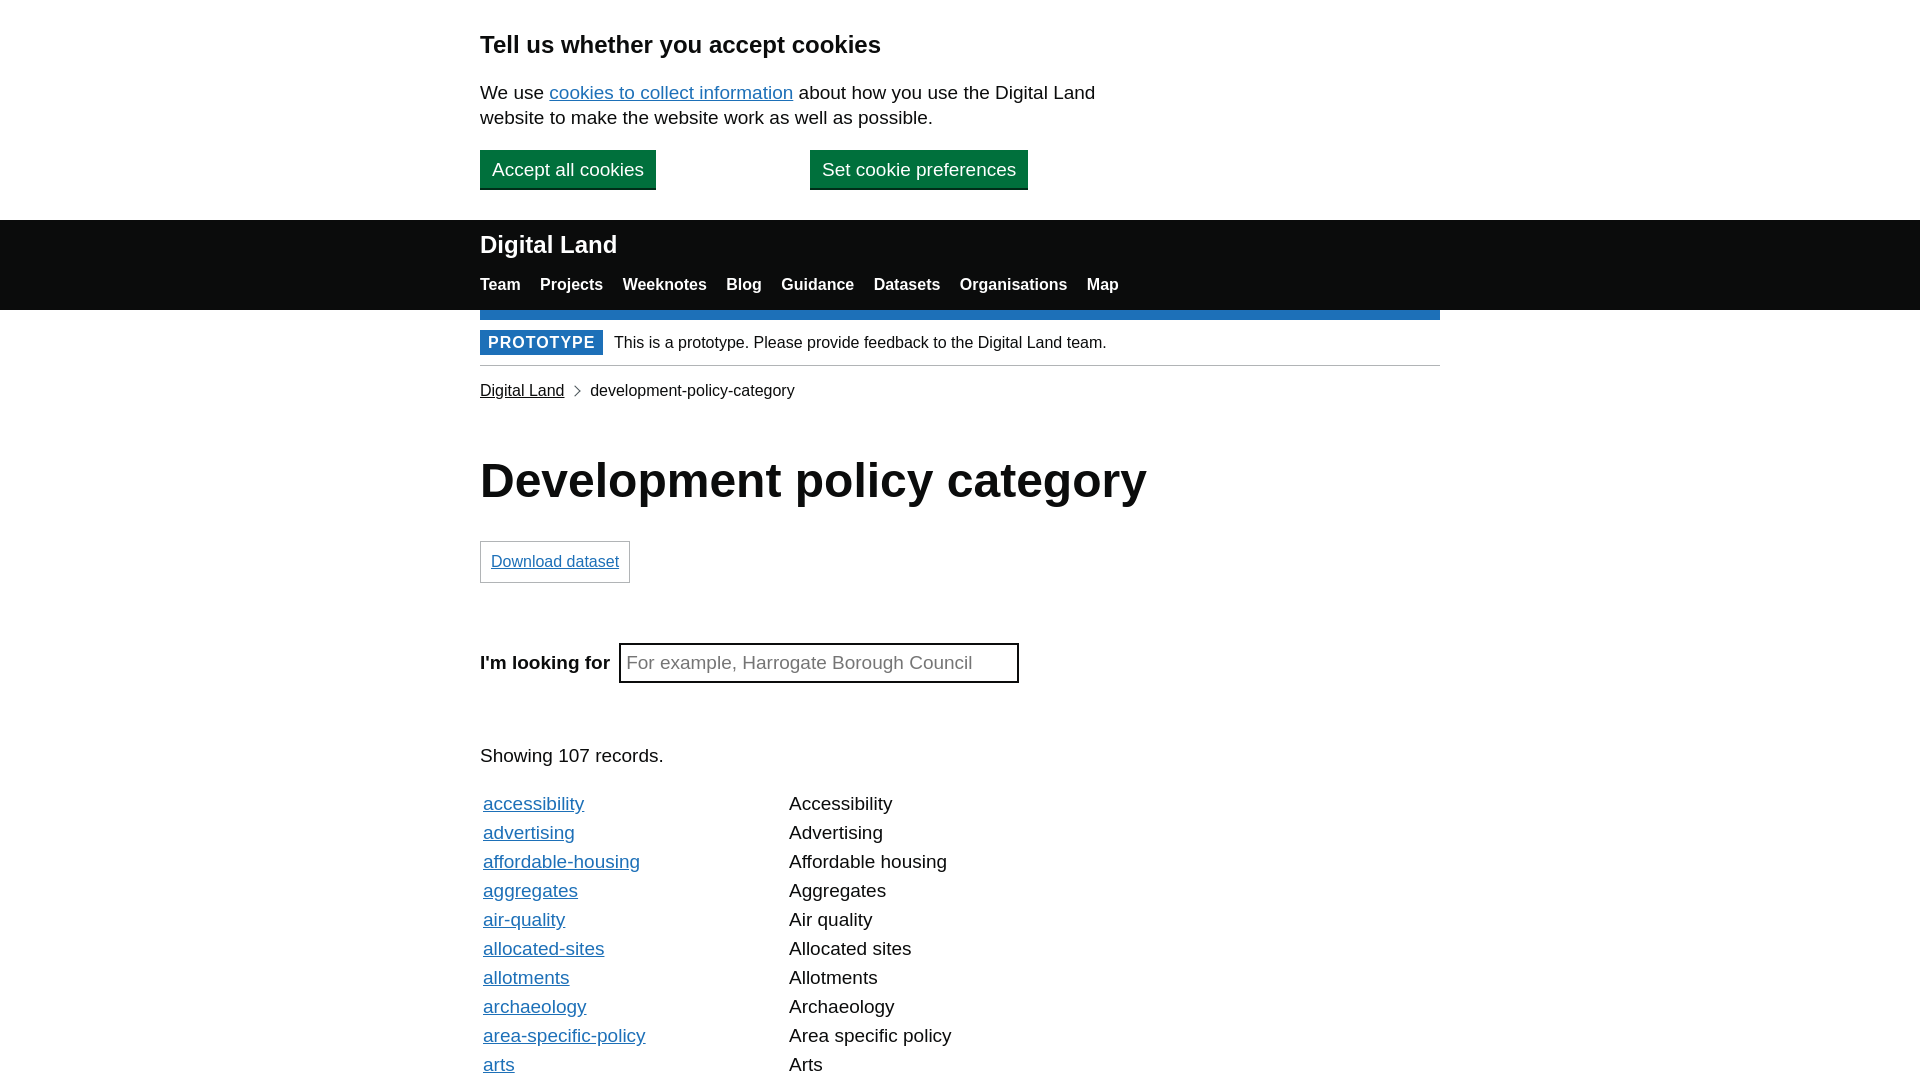 Tell us whether you accept cookies
We use cookies to collect information about how you use the Digital Land
website to make the website work as well as possible.
Accept all cookies Set cookie preferences
Digital Land
Team Projects Weeknotes Blog Guidance Datasets Organisations Map
PROTOTYPE This is a prototype. Please provide feedback to the Digital Land team.
Digital Land development-policy-category
Development policy category
Download dataset
I'm looking for For example, Harrogate Borough Council
Showing 107 records.
accessibility Accessibility
advertising Advertising
affordable-housing Affordable housing
aggregates Aggregates
air-quality Air quality
allocated-sites Allocated sites
allotments Allotments
archaeology Archaeology
area-specific-policy Area specific policy
arts Arts